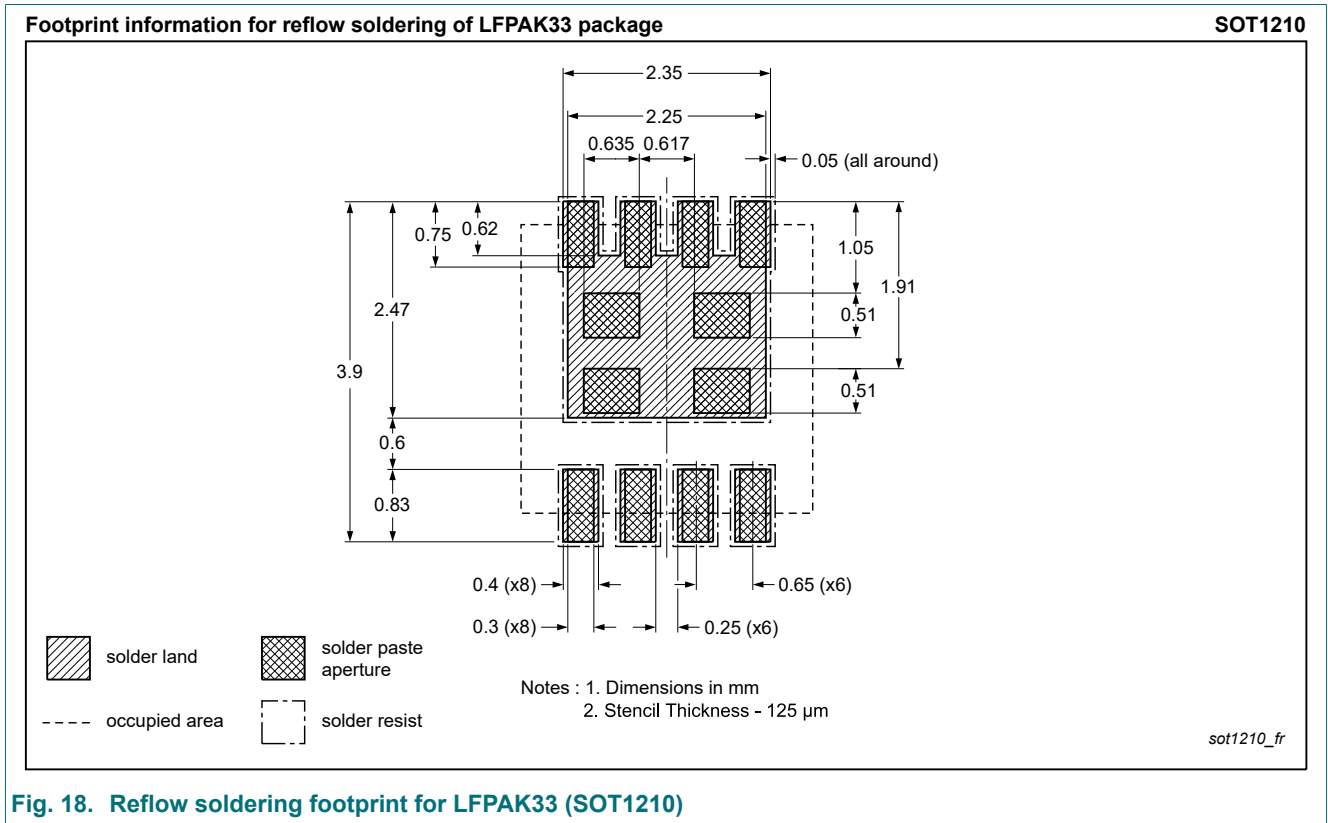 Footprint information for reflow soldering of LFPAK33 package SOT1210
2.35
2.25
0.635 0.617
0.05 (all around)
0.75 0.62
1.05
1.91
2.47
0.51
3.9
0.51
0.6
0.83
0.4 (x8)
0.65 (x6)
0.3 (x8)
0.25 (x6)
solder land
solder paste
aperture
occupied area
solder resist
Notes : 1. Dimensions in mm
2. Stencil Thickness - 125 µm
sot1210_fr
Fig. 18. Reflow soldering footprint for LFPAK33 (SOT1210)